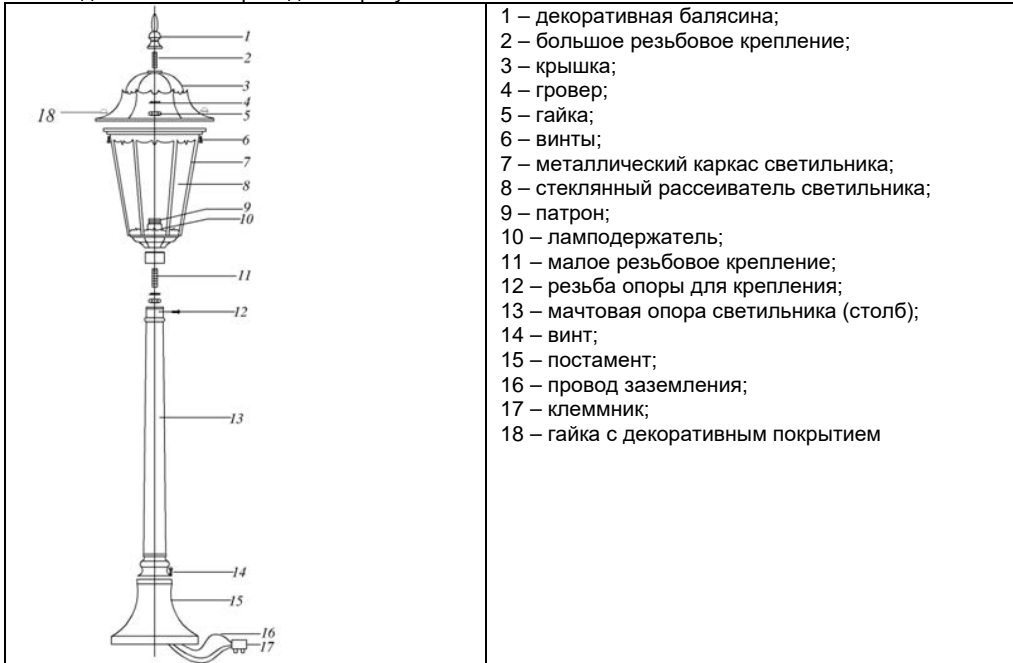 1 – декоративная балясина;
2 – большое резьбовое крепление;
3 – крышка;
4 – гровер;
5 – гайка;
6 – винты;
7 – металлический каркас светильника;
8 – стеклянный рассеиватель светильника;
9 – патрон;
10 – ламподержатель;
11 – малое резьбовое крепление;
12 – резьба опоры для крепления;
13 – мачтовая опора светильника (столб);
14 – винт;
15 – постамент;
16 – провод заземления;
17 – клеммник;
18 – гайка с декоративным покрытием
1
2
3
4
18
5
6
7
8
9
10
11
12
13
14
15
16
17